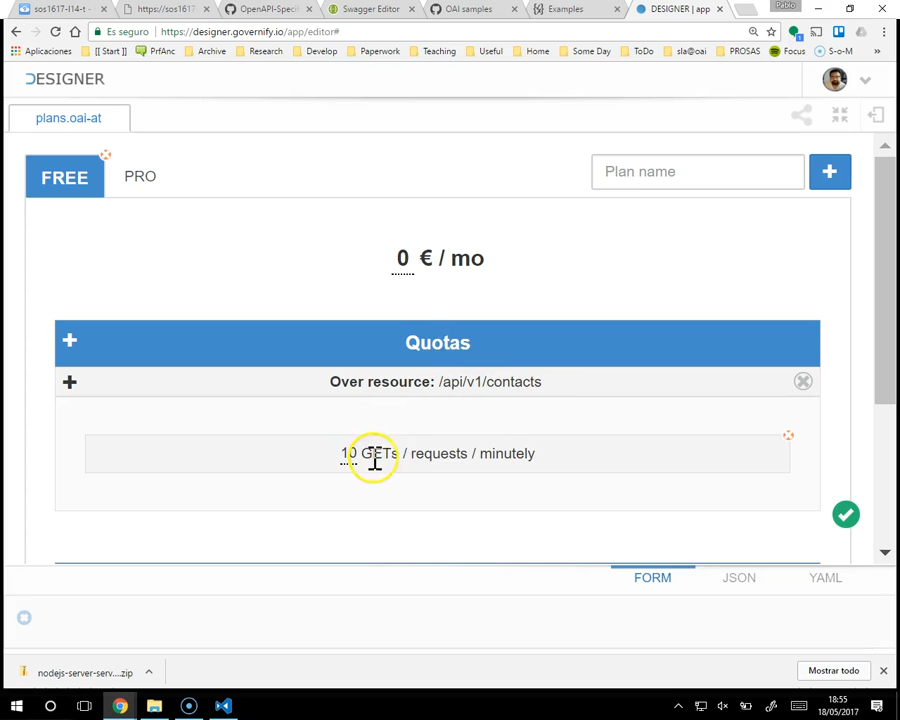 sos1617-l14-t -
https://sos1617-
OpenAPI-Specif
Swagger Editor
OAI samples
Examples
DESIGNER | app
Pablo
Es seguro
https://designer.governify.io/app/editor#
Aplicaciones
[[ Start ]]
PrfAnc
Archive
Research
Develop
Paperwork
Teaching
Useful
Home
Some Day
ToDo
sla@oai
PROSAS
Focus
S-o-M
»
DESIGNER
plans.oai-at
FREE
PRO
Plan name
0 € / mo
Quotas
Over resource: /api/v1/contacts
10 GETs / requests / minutely
FORM
JSON
YAML
nodejs-server-serv....zip
Mostrar todo
18:55
18/05/2017